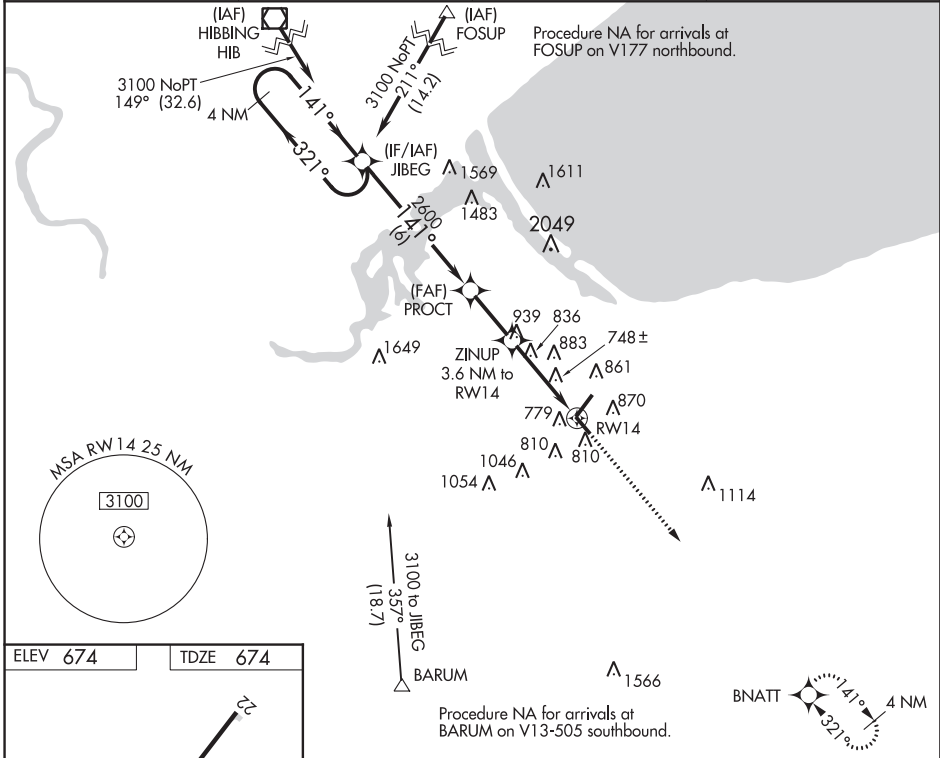 (IAF)
HIBBING
HIB
(IAF)
FOSUP
Procedure NA for arrivals at
FOSUP on V177 northbound.
3100 NoPT
149° (32.6)
3100 NoPT
211°
(14.2)
4 NM
141°
321°
(IF/IAF)
JIBEG
1569
1611
1483
2049
2600
141°
(6)
(FAF)
PROCT
939
836
883
748±
1649
ZINUP
3.6 NM to
RW14
861
870
779
RW14
810
810
1046
1054
1114
MSA RW14 25 NM
3100
3100 to JIBEG
357°
(18.7)
BARUM
1566
Procedure NA for arrivals at
BARUM on V13-505 southbound.
BNATT
141°
321°
4 NM
ELEV 674
TDZE 674
22